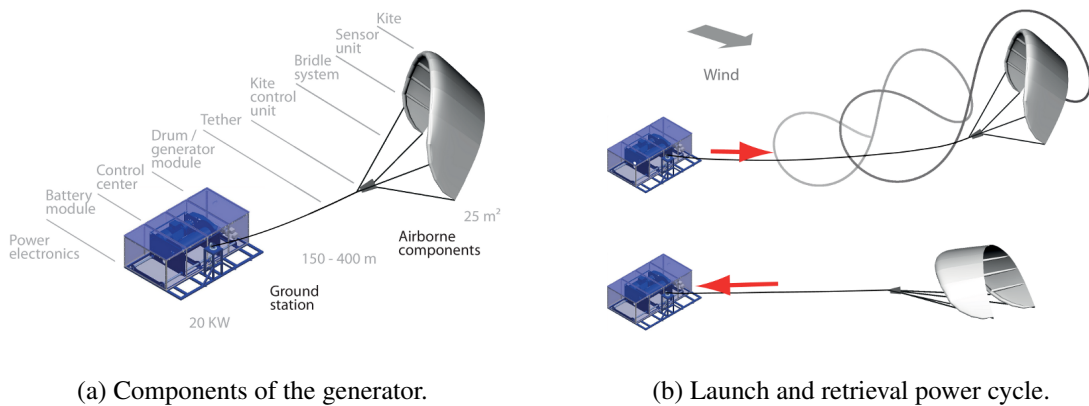 Kite
Sensor
unit
Bridle
system
Kite
control
unit
Tether
Drum /
generator
module
Control
center
Battery
module
Power
electronics
25 m²
Airborne
components
150 - 400 m
Ground
station
20 KW
(a) Components of the generator.
Wind
(b) Launch and retrieval power cycle.